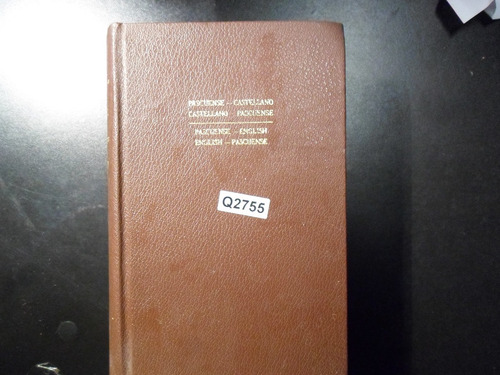 PASCUENSE — CASTELLANO
CASTELLANO — PASCUENSE
PASCUENSE — ENGLISH
ENGLISH — PASCUENSE
Q2755